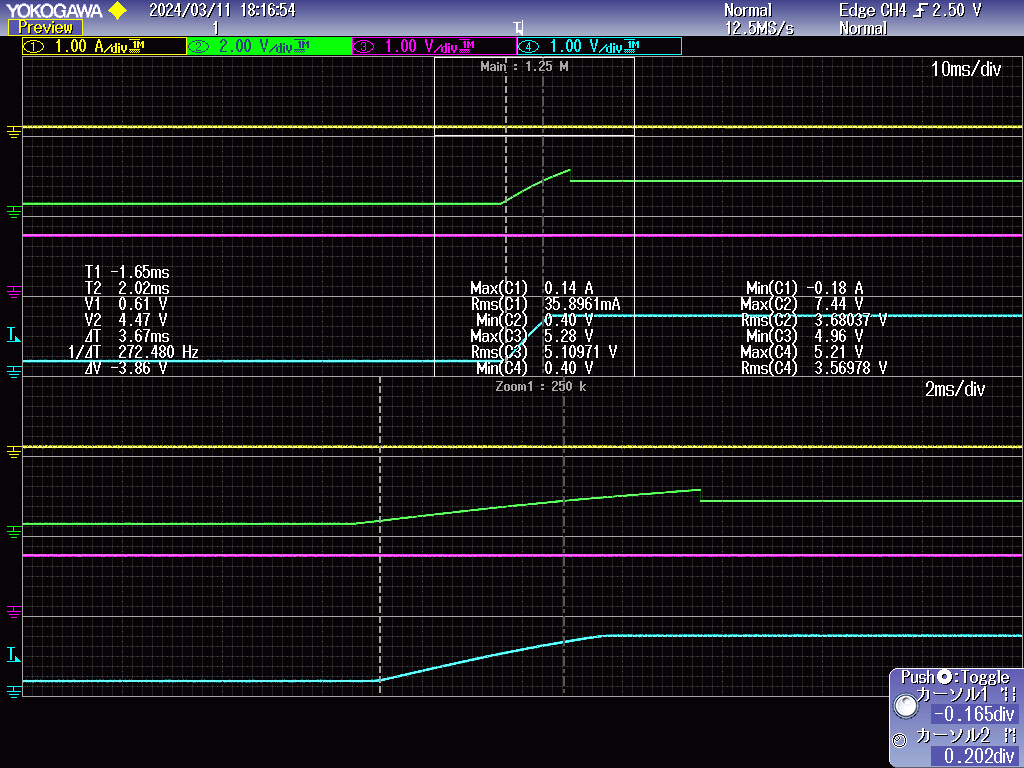 YOKOGAWA 2024/03/11 18:16:54 Normal Edge CH4 2.50 V
Preview 1 12.5MS/s Normal
1 1.00 A/div 1M 2 2.00 V/div 1M 3 1.00 V/div 1M 4 1.00 V/div 1M
Main : 1.25 M 10ms/div
T1 -1.65ms
T2 2.02ms Max(C1) 0.14 A Min(C1) -0.18 A
V1 0.61 V Rms(C1) 35.8961mA Max(C2) 7.44 V
V2 4.47 V Min(C2) 0.40 V Rms(C2) 3.68037 V
ΔT 3.67ms Max(C3) 5.28 V Min(C3) 4.96 V
1/ΔT 272.480 Hz Rms(C3) 5.10971 V Max(C4) 5.21 V
ΔV -3.86 V Min(C4) 0.40 V Rms(C4) 3.56978 V
Zoom1 : 250 k 2ms/div
Push:Toggle
カーソル1
-0.165div
カーソル2
0.202div